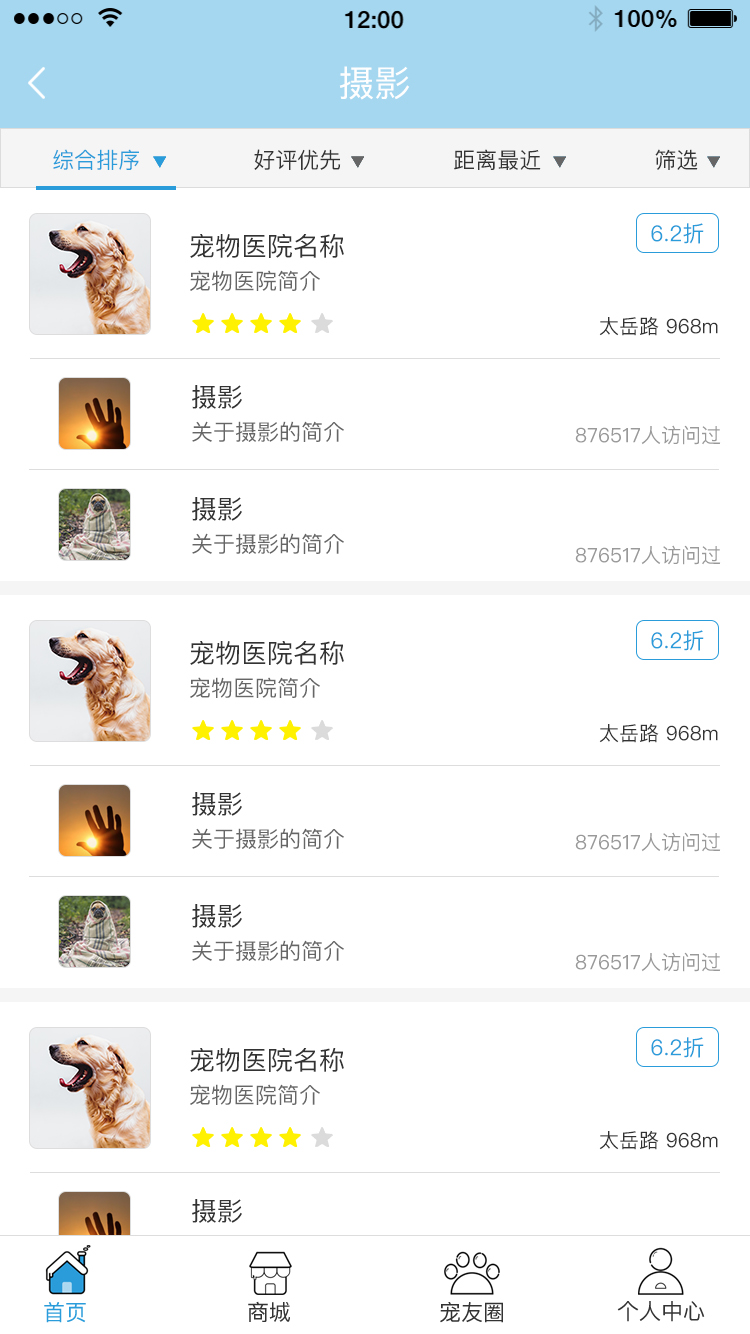 12:00
100%
摄影
综合排序 好评优先 距离最近 筛选
宠物医院名称
6.2折
宠物医院简介
太岳路 968m
摄影
关于摄影的简介
876517人访问过
摄影
关于摄影的简介
876517人访问过
宠物医院名称
6.2折
宠物医院简介
太岳路 968m
摄影
关于摄影的简介
876517人访问过
摄影
关于摄影的简介
876517人访问过
宠物医院名称
6.2折
宠物医院简介
太岳路 968m
摄影
首页 商城 宠友圈 个人中心